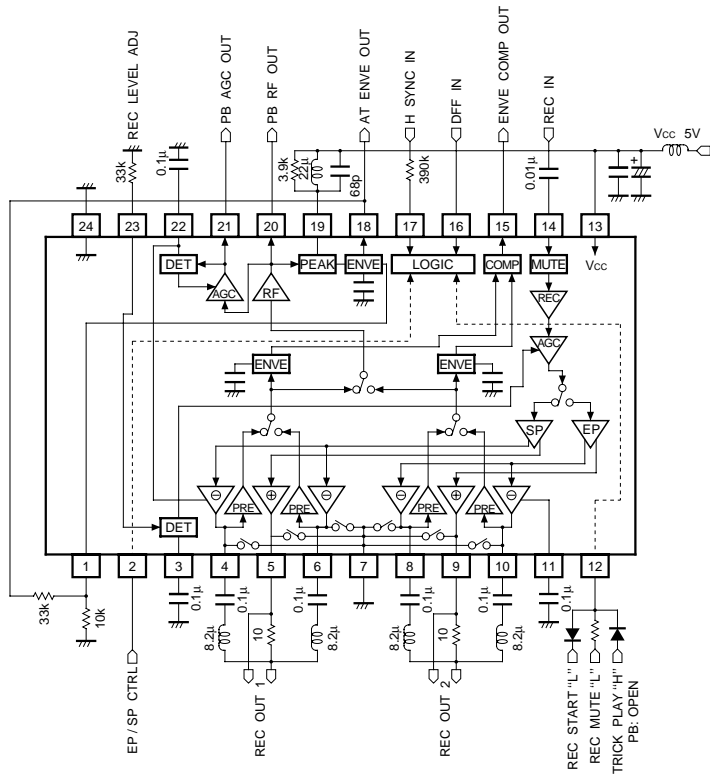 REC LEVEL ADJ
PB AGC OUT
PB RF OUT
AT ENVE OUT
H SYNC IN
DFF IN
ENVE COMP OUT
REC IN
Vcc 5V
33k
0.1μ
3.9k
22μ
68p
390k
0.01μ
24
23
22
21
20
19
18
17
16
15
14
13
DET
PEAK
ENVE
LOGIC
COMP
MUTE
Vcc
AGC
RF
REC
AGC
ENVE
ENVE
SP
EP
⊖
PRE
⊕
PRE
⊖
⊖
PRE
⊕
PRE
⊖
DET
1
2
3
4
5
6
7
8
9
10
11
12
33k
10k
0.1μ
0.1μ
0.1μ
0.1μ
0.1μ
0.1μ
8.2μ
10
8.2μ
8.2μ
10
8.2μ
EP / SP CTRL
REC OUT 1
REC OUT 2
REC START “L”
REC MUTE “L”
TRICK PLAY “H”
PB: OPEN